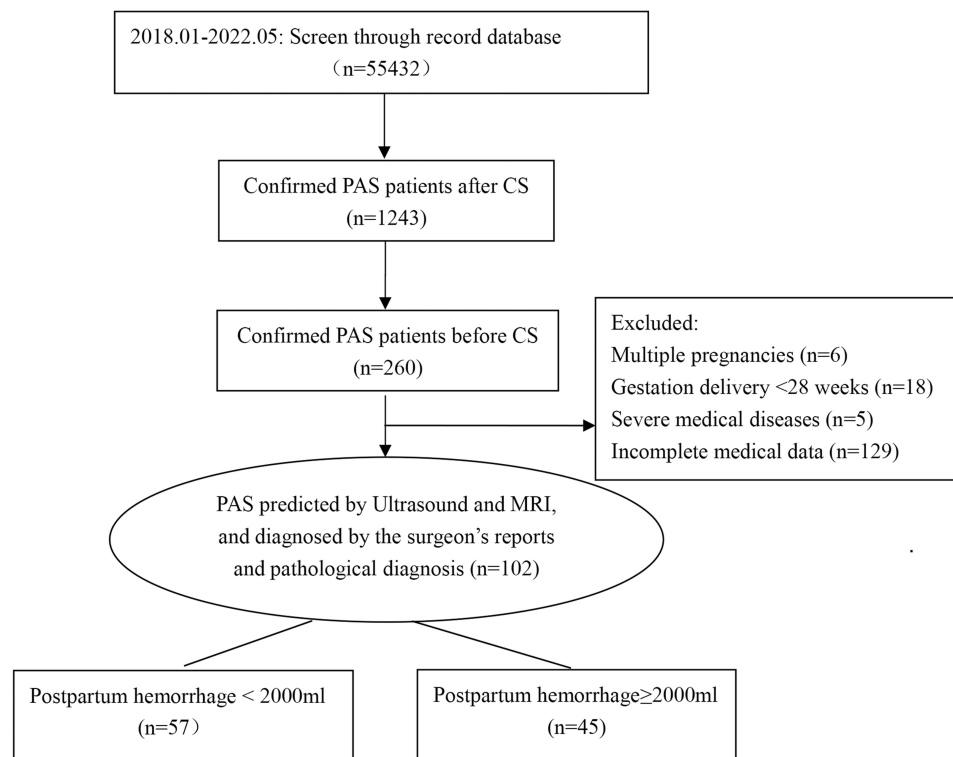 2018.01-2022.05: Screen through record database
（n=55432）
Confirmed PAS patients after CS
(n=1243)
Confirmed PAS patients before CS
(n=260)
Excluded:
Multiple pregnancies (n=6)
Gestation delivery <28 weeks (n=18)
Severe medical diseases (n=5)
Incomplete medical data (n=129)
PAS predicted by Ultrasound and MRI,
and diagnosed by the surgeon’s reports
and pathological diagnosis (n=102)
Postpartum hemorrhage < 2000ml
(n=57）
Postpartum hemorrhage≥2000ml
(n=45)